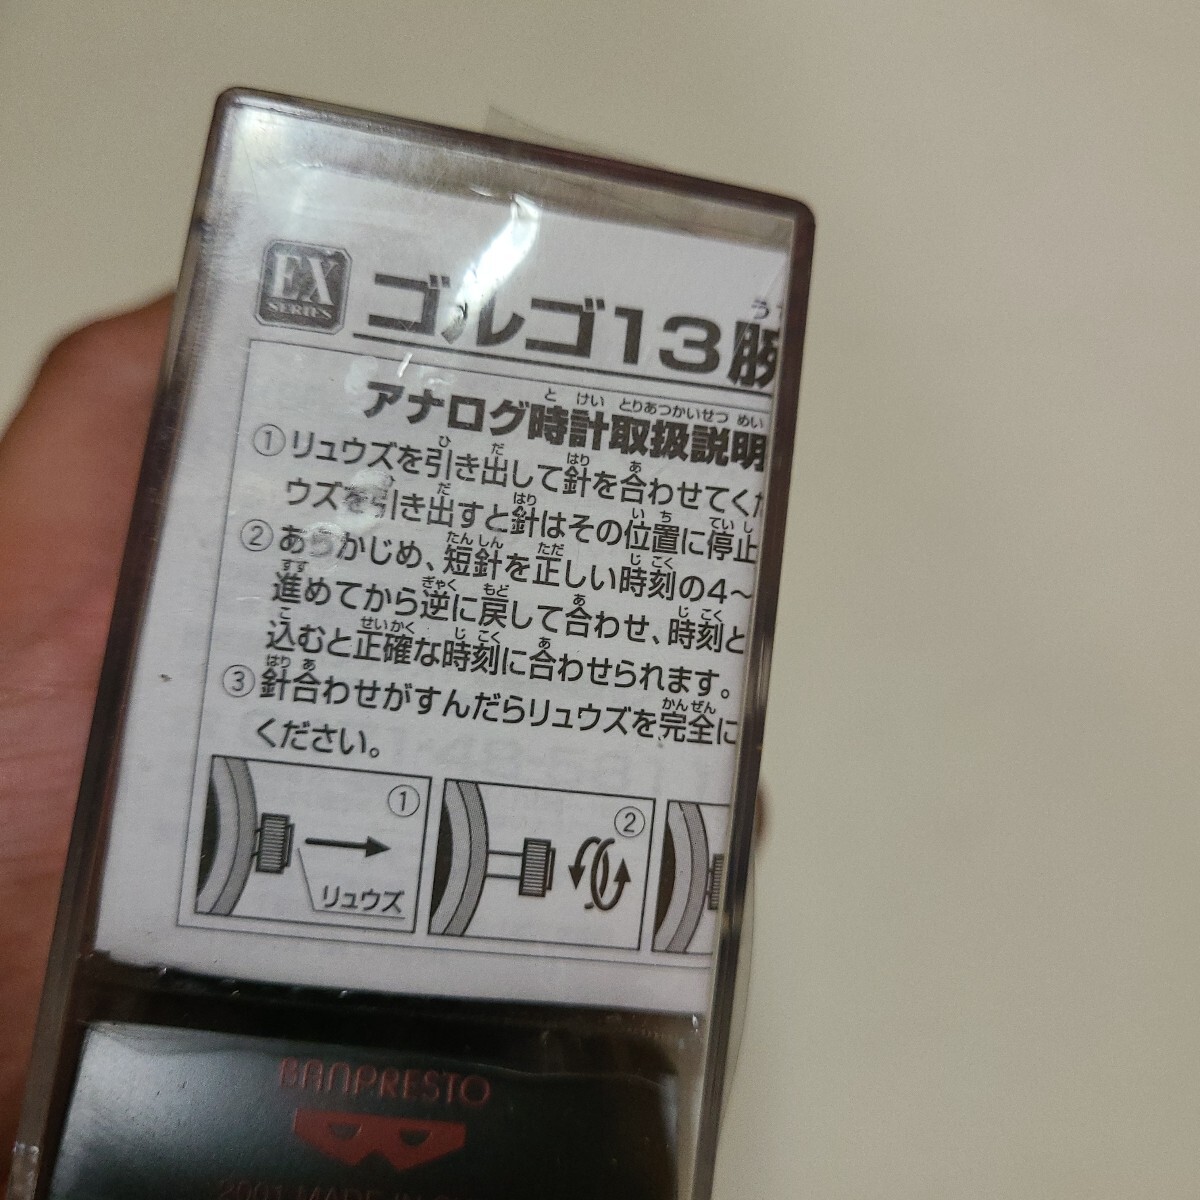 EX
SERIES
ゴルゴ13腕
アナログ時計取扱説明
①リュウズを引き出して針を合わせてくだ
ウズを引き出すと針はその位置に停止
②あらかじめ、短針を正しい時刻の4〜
進めてから逆に戻して合わせ、時刻と
込むと正確な時刻に合わせられます。
③針合わせがすんだらリュウズを完全に
ください。
①
リュウズ
②
BANPRESTO
2001 MADE IN